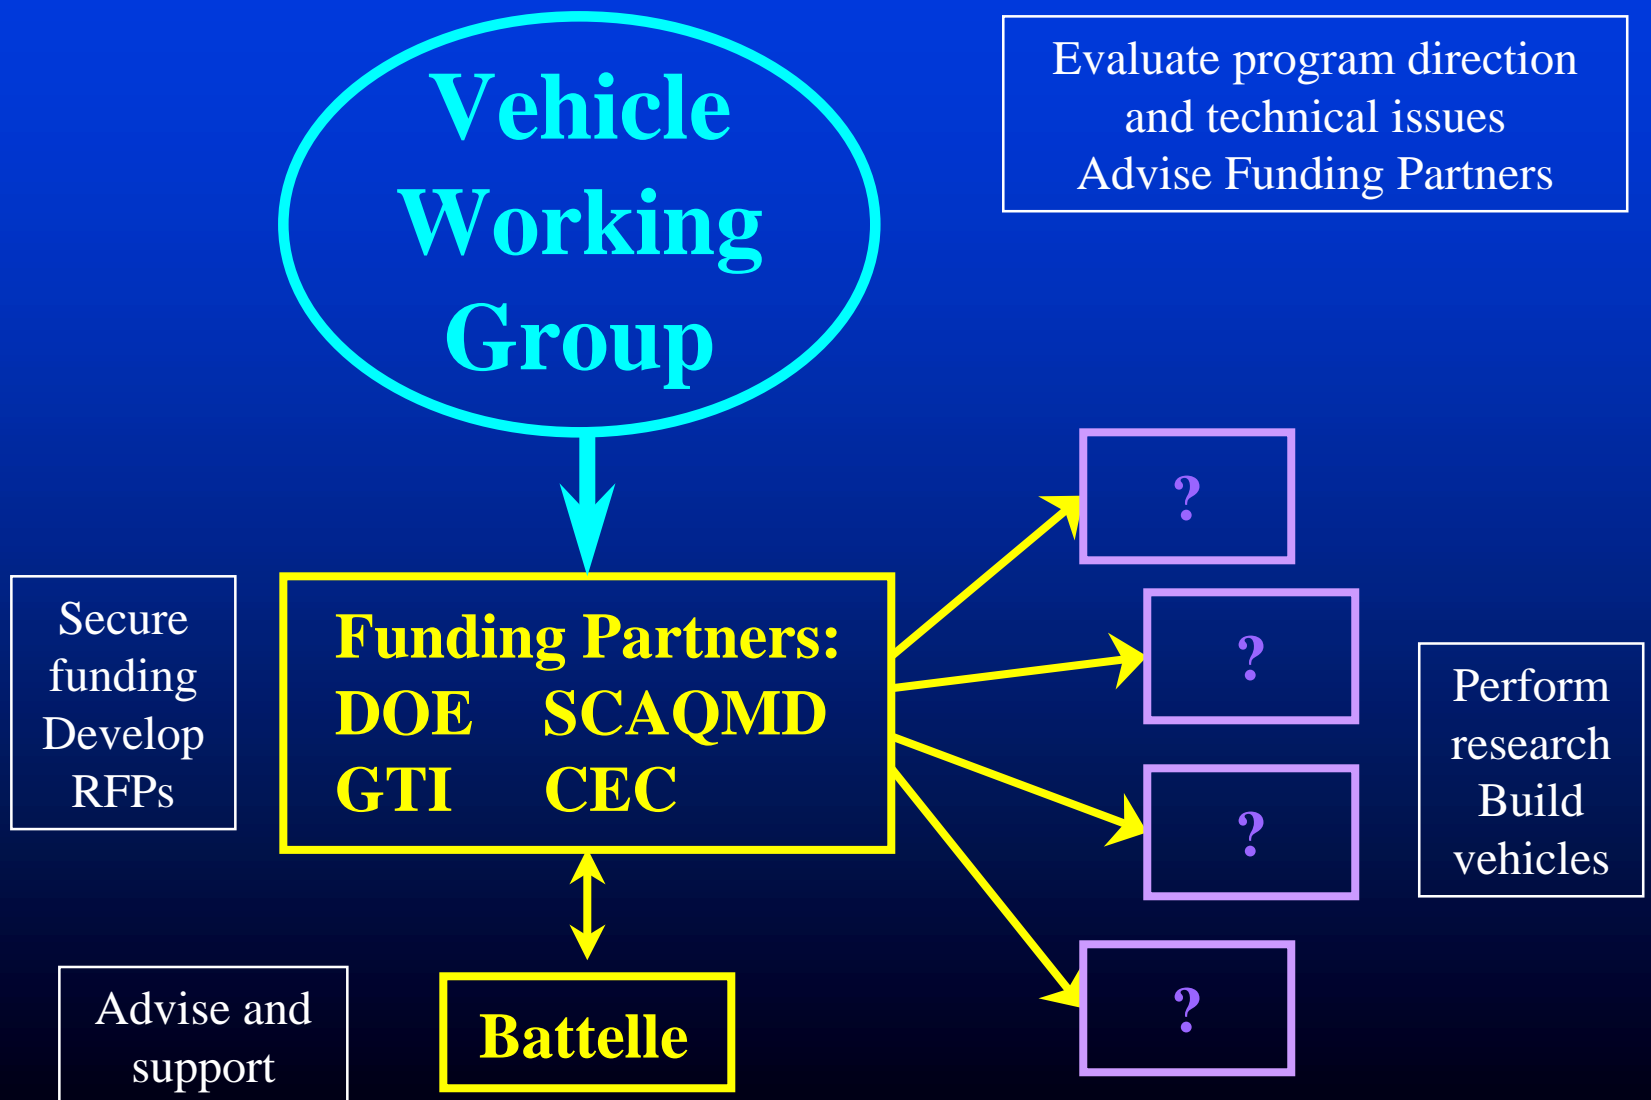 Vehicle
Working
Group
Evaluate program direction
and technical issues
Advise Funding Partners
?
Secure
funding
Develop
RFPs
Funding Partners:
DOE SCAQMD
GTI CEC
?
?
Perform
research
Build
vehicles
Advise and
support
Battelle
?